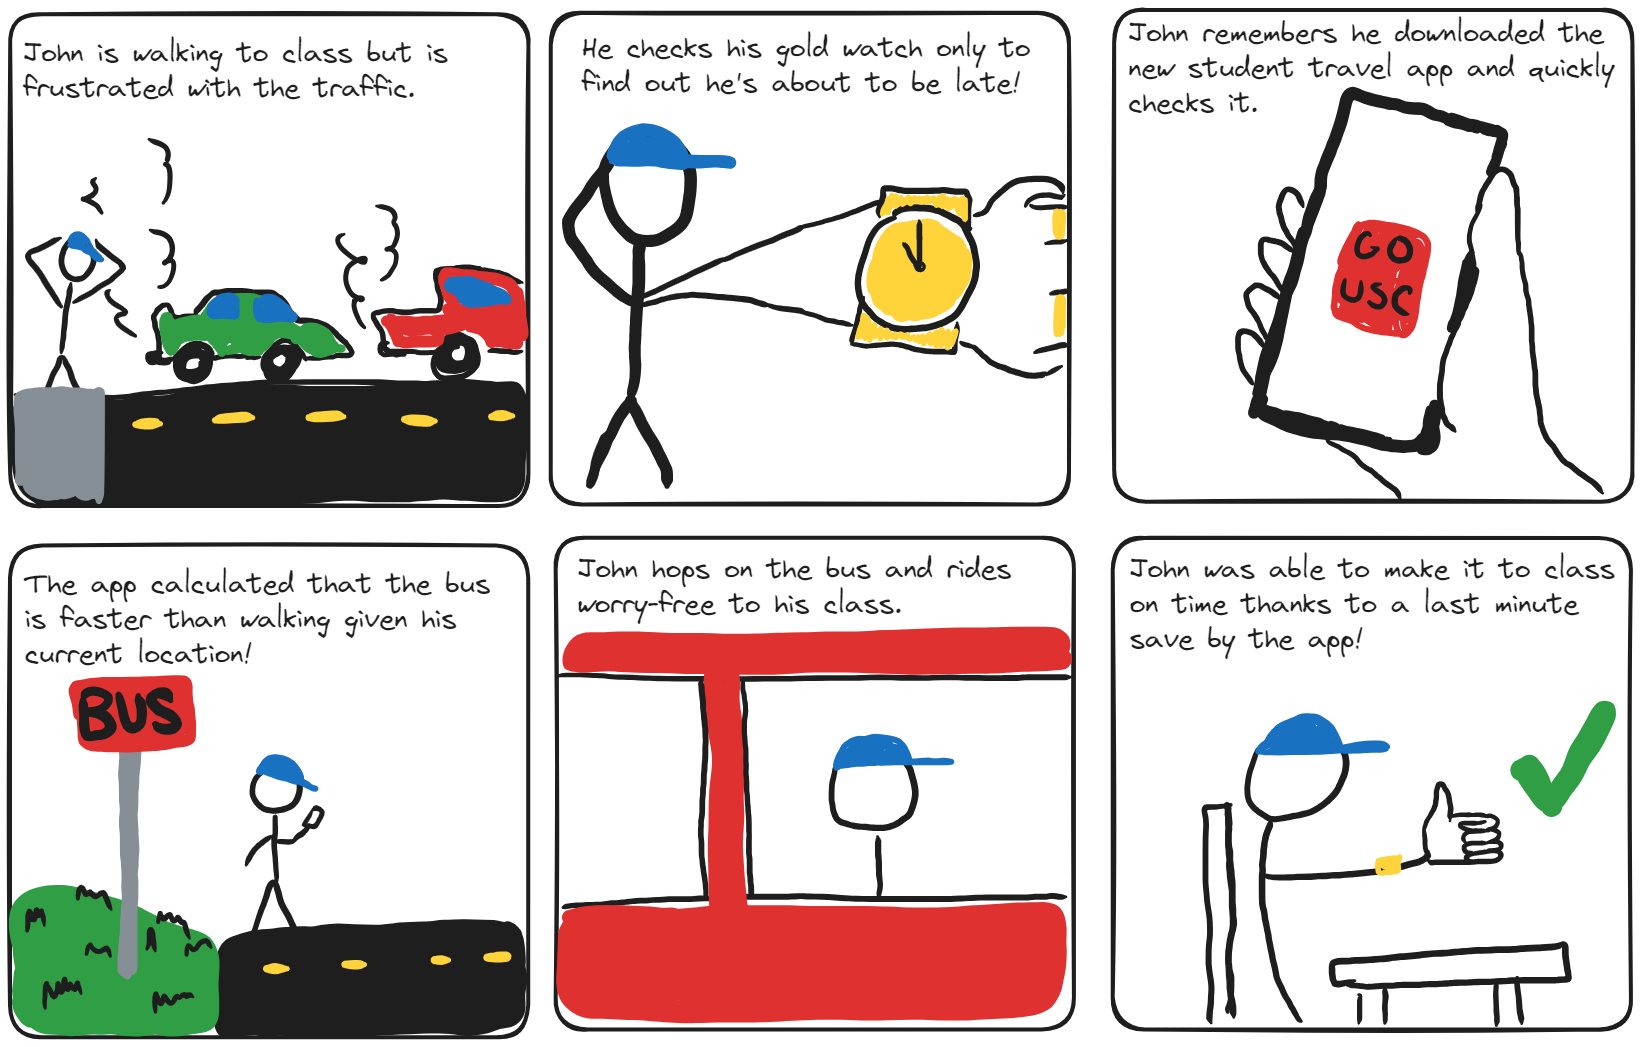 John is walking to class but is
frustrated with the traffic.
He checks his gold watch only to
find out he's about to be late!
John remembers he downloaded the
new student travel app and quickly
checks it.
GO
USC
The app calculated that the bus
is faster than walking given his
current location!
BUS
John hops on the bus and rides
worry-free to his class.
John was able to make it to class
on time thanks to a last minute
save by the app!